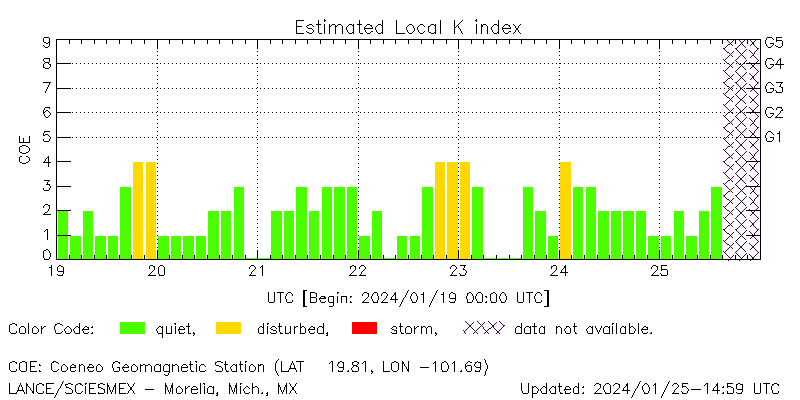 Estimated Local K index
9 G5
8 G4
7 G3
6 G2
5 G1
COE
4
3
2
1
0
19 20 21 22 23 24 25
UTC [Begin: 2024/01/19 00:00 UTC]
Color Code: quiet, disturbed, storm, data not available.
COE: Coeneo Geomagnetic Station (LAT 19.81, LON -101.69)
LANCE/SCiESMEX - Morelia, Mich., MX Updated: 2024/01/25-14:59 UTC